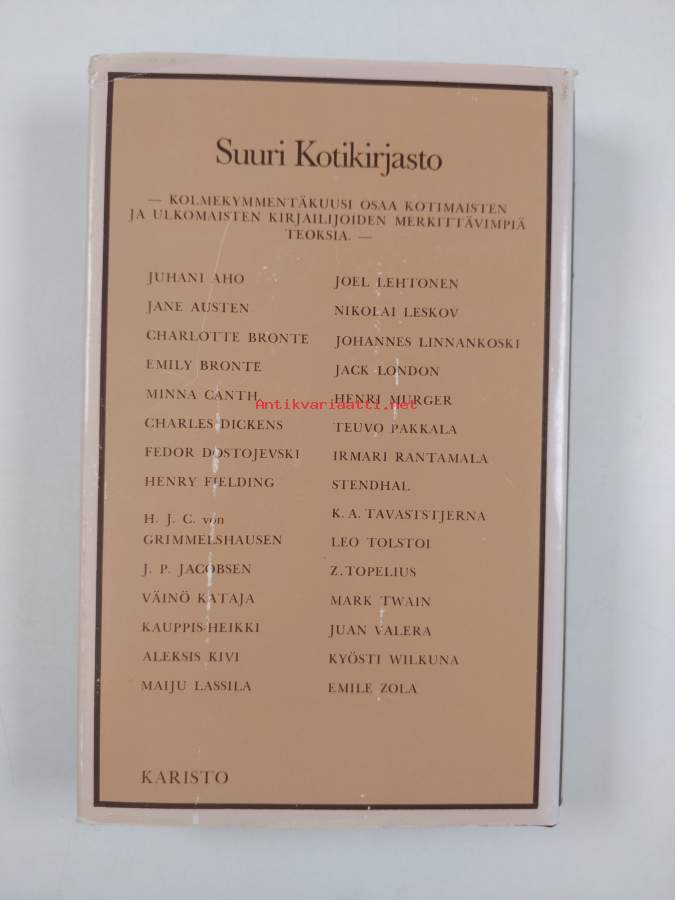 Suuri Kotikirjasto
— KOLMEKYMMENTÄKUUSI OSAA KOTIMAISTEN
JA ULKOMAISTEN KIRJAILIJOIDEN MERKITTÄVIMPIÄ
TEOKSIA. —
JUHANI AHO
JANE AUSTEN
CHARLOTTE BRONTE
EMILY BRONTE
MINNA CANTH
CHARLES DICKENS
FEDOR DOSTOJEVSKI
HENRY FIELDING
H. J. C. von
GRIMMELSHAUSEN
J. P. JACOBSEN
VÄINÖ KATAJA
KAUPPIS-HEIKKI
ALEKSIS KIVI
MAIJU LASSILA
JOEL LEHTONEN
NIKOLAI LESKOV
JOHANNES LINNANKOSKI
JACK LONDON
HENRI MURGER
TEUVO PAKKALA
IRMARI RANTAMALA
STENDHAL
K. A. TAVASTSTJERNA
LEO TOLSTOI
Z. TOPELIUS
MARK TWAIN
JUAN VALERA
KYÖSTI WILKUNA
EMILE ZOLA
KARISTO
Antikvariaatti.net